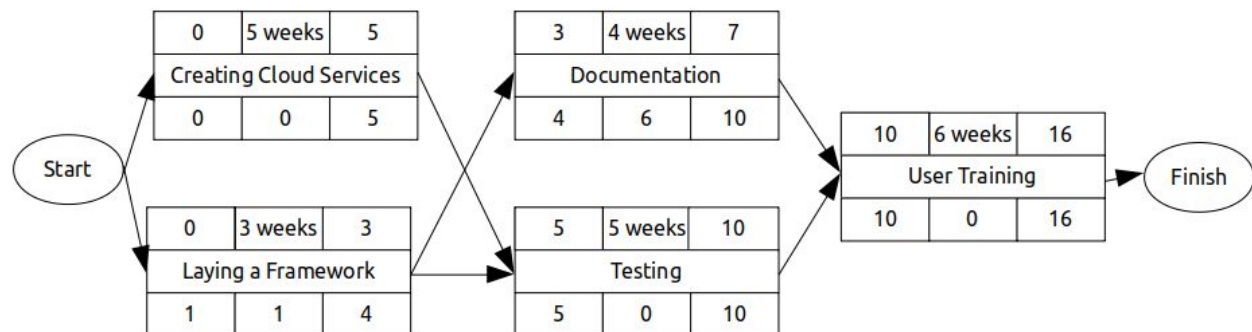 0 5 weeks 5
Creating Cloud Services
0 0 5
3 4 weeks 7
Documentation
4 6 10
Start
10 6 weeks 16
User Training
10 0 16
Finish
0 3 weeks 3
Laying a Framework
1 1 4
5 5 weeks 10
Testing
5 0 10